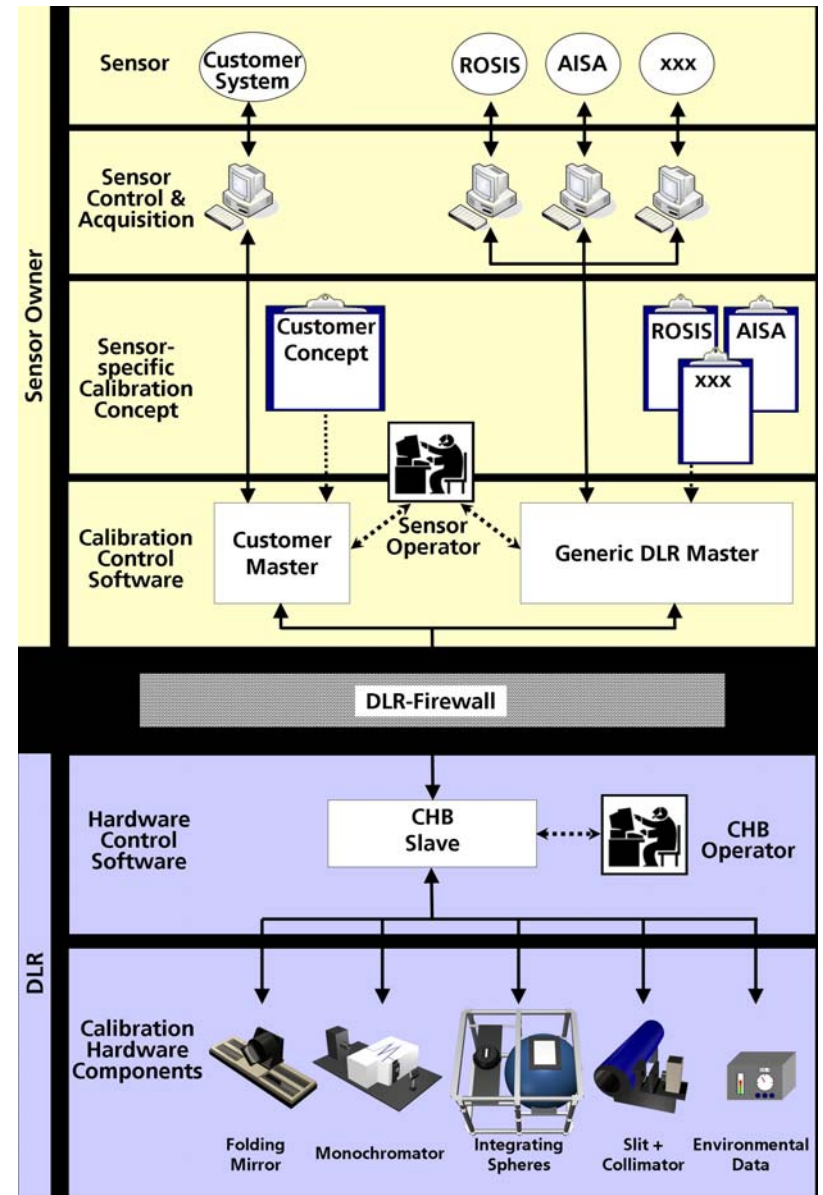 Sensor
Customer
System
ROSIS
AISA
xxx
Sensor
Control &
Acquisition
Sensor Owner
Sensor-
specific
Calibration
Concept
Customer
Concept
ROSIS
AISA
xxx
Calibration
Control
Software
Customer
Master
Sensor
Operator
Generic DLR Master
DLR-Firewall
DLR
Hardware
Control
Software
CHB
Slave
CHB
Operator
Calibration
Hardware
Components
Folding
Mirror
Monochromator
Integrating
Spheres
Slit +
Collimator
Environmental
Data